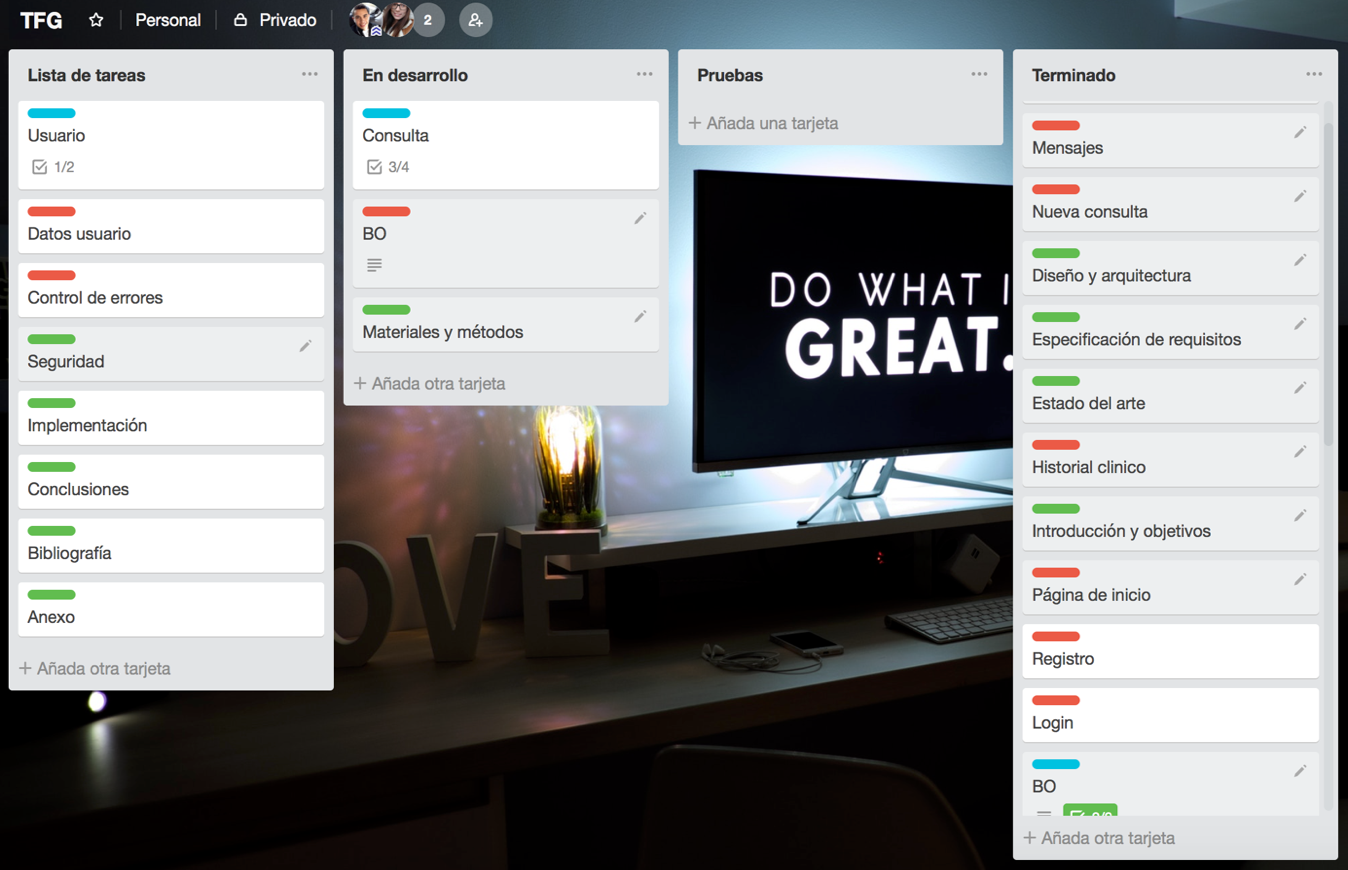 TFG
Personal
Privado
2
Lista de tareas
Usuario
1/2
Datos usuario
Control de errores
Seguridad
Implementación
Conclusiones
Bibliografía
Anexo
+ Añada otra tarjeta
En desarrollo
Consulta
3/4
BO
Materiales y métodos
+ Añada otra tarjeta
Pruebas
+ Añada una tarjeta
Terminado
Mensajes
Nueva consulta
Diseño y arquitectura
Especificación de requisitos
Estado del arte
Historial clinico
Introducción y objetivos
Página de inicio
Registro
Login
BO
+ Añada otra tarjeta
DO WHAT
GREAT.
OVE